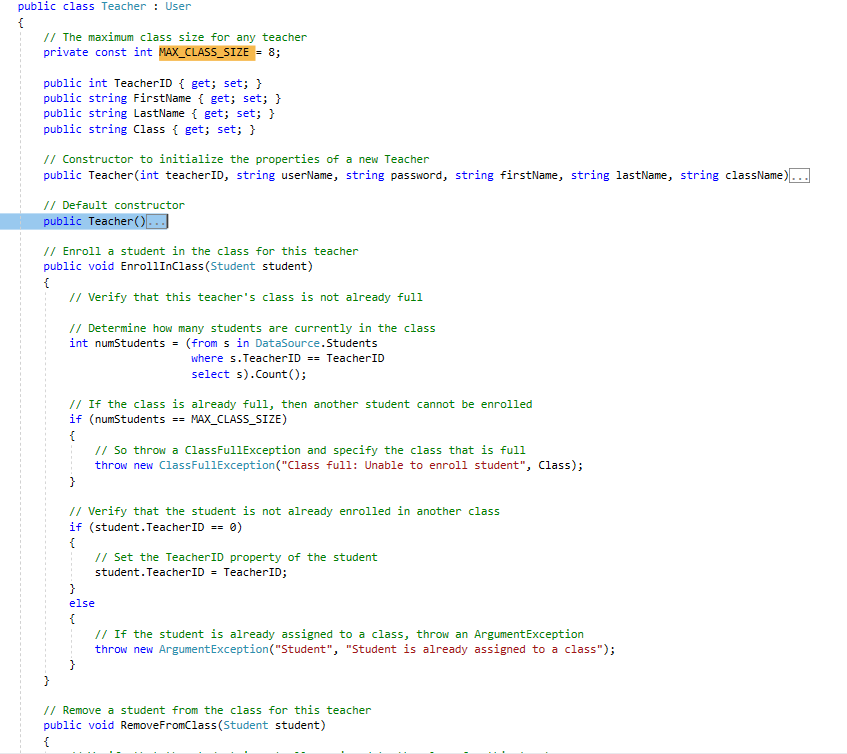 public class Teacher : User
{
// The maximum class size for any teacher
private const int MAX_CLASS_SIZE = 8;
public int TeacherID { get; set; }
public string FirstName { get; set; }
public string LastName { get; set; }
public string Class { get; set; }
// Constructor to initialize the properties of a new Teacher
public Teacher(int teacherID, string userName, string password, string firstName, string lastName, string className)...
// Default constructor
public Teacher()...
// Enroll a student in the class for this teacher
public void EnrollInClass(Student student)
{
// Verify that this teacher's class is not already full
// Determine how many students are currently in the class
int numStudents = (from s in DataSource.Students
where s.TeacherID == TeacherID
select s).Count();
// If the class is already full, then another student cannot be enrolled
if (numStudents == MAX_CLASS_SIZE)
{
// So throw a ClassFullException and specify the class that is full
throw new ClassFullException("Class full: Unable to enroll student", Class);
}
// Verify that the student is not already enrolled in another class
if (student.TeacherID == 0)
{
// Set the TeacherID property of the student
student.TeacherID = TeacherID;
}
else
{
// If the student is already assigned to a class, throw an ArgumentException
throw new ArgumentException("Student", "Student is already assigned to a class");
}
}
// Remove a student from the class for this teacher
public void RemoveFromClass(Student student)
{